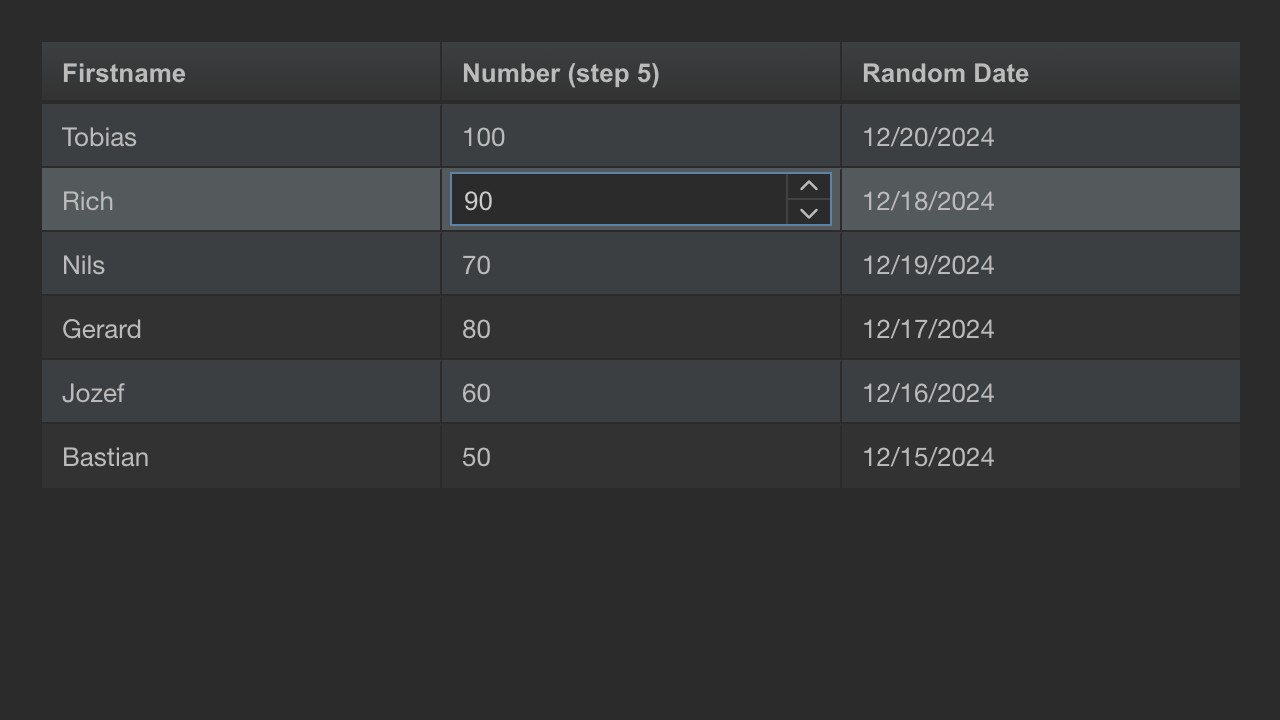 Firstname Number (step 5) Random Date
Tobias 100 12/20/2024
Rich 90 12/18/2024
Nils 70 12/19/2024
Gerard 80 12/17/2024
Jozef 60 12/16/2024
Bastian 50 12/15/2024